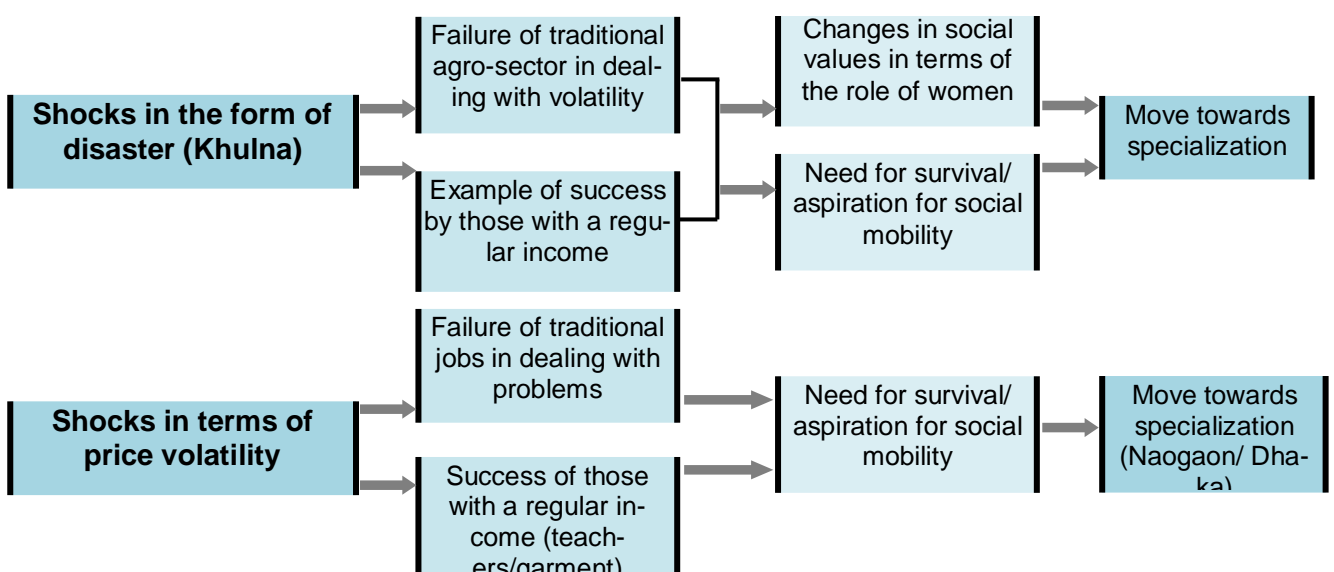 Shocks in the form of
disaster (Khulna)
Failure of traditional
agro-sector in deal-
ing with volatility
Example of success
by those with a regu-
lar income
Changes in social
values in terms of
the role of women
Need for survival/
aspiration for social
mobility
Move towards
specialization
Shocks in terms of
price volatility
Failure of traditional
jobs in dealing with
problems
Success of those
with a regular in-
come (teach-
ers/garment)
Need for survival/
aspiration for social
mobility
Move towards
specialization
(Naogaon/ Dha-
ka)